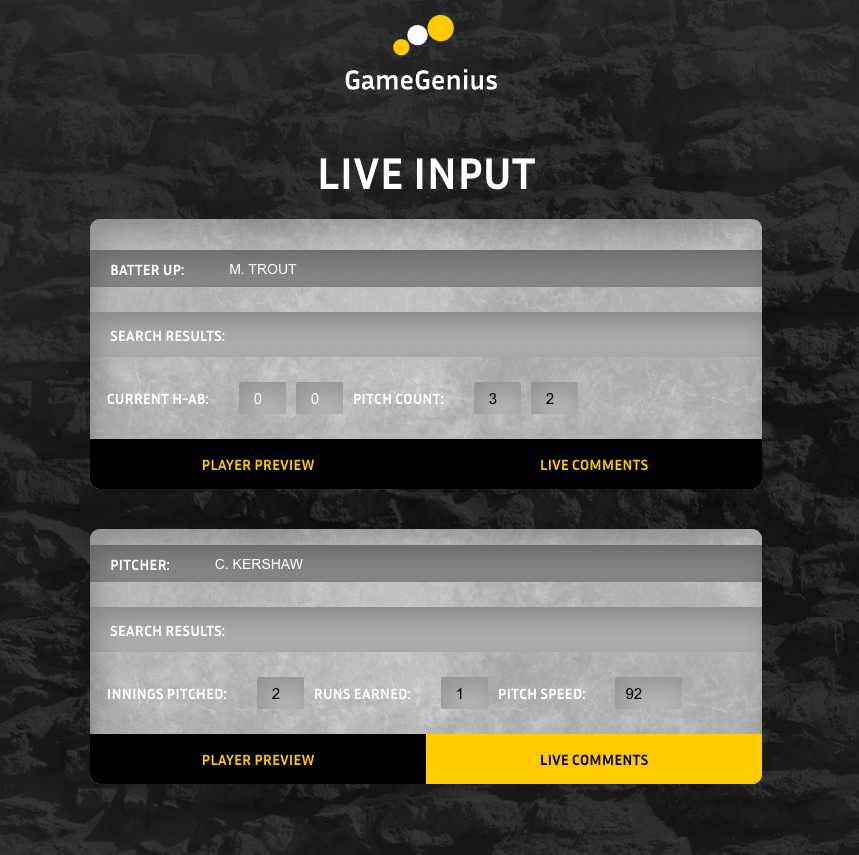 GameGenius
LIVE INPUT
BATTER UP: M. TROUT
SEARCH RESULTS:
CURRENT H-AB: 0 0 PITCH COUNT: 3 2
PLAYER PREVIEW LIVE COMMENTS
PITCHER: C. KERSHAW
SEARCH RESULTS:
INNINGS PITCHED: 2 RUNS EARNED: 1 PITCH SPEED: 92
PLAYER PREVIEW LIVE COMMENTS